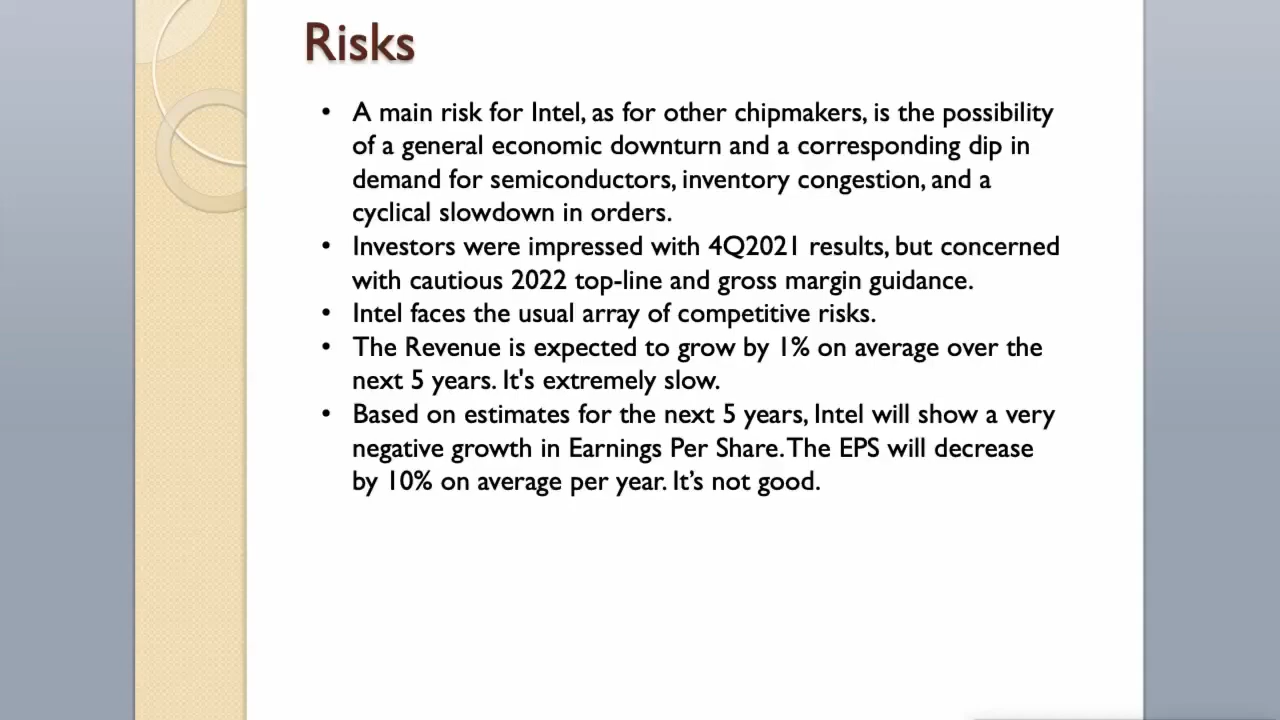 Risks
• A main risk for Intel, as for other chipmakers, is the possibility
of a general economic downturn and a corresponding dip in
demand for semiconductors, inventory congestion, and a
cyclical slowdown in orders.
• Investors were impressed with 4Q2021 results, but concerned
with cautious 2022 top-line and gross margin guidance.
• Intel faces the usual array of competitive risks.
• The Revenue is expected to grow by 1% on average over the
next 5 years. It's extremely slow.
• Based on estimates for the next 5 years, Intel will show a very
negative growth in Earnings Per Share. The EPS will decrease
by 10% on average per year. It’s not good.